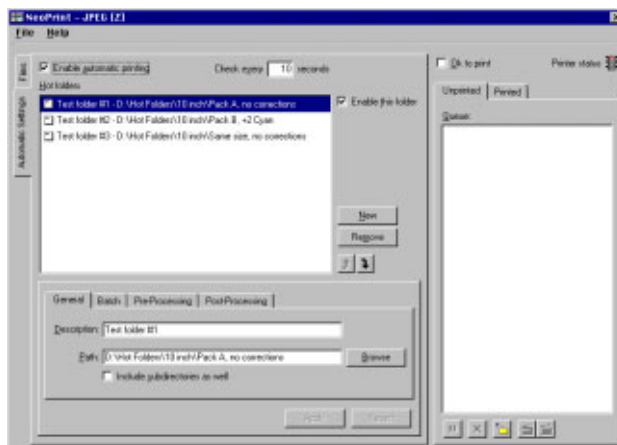 NeoPrint - JPEG [Z]
File Help
Files
Automatic Settings
Enable automatic printing
Check every 10 seconds
Hot folders
Test folder #1 - D:\Hot Folders\10 inch\Pack A, no corrections
Test folder #2 - D:\Hot Folders\10 inch\Pack B, +2 Cyan
Test folder #3 - D:\Hot Folders\10 inch\Same size, no corrections
Enable this folder
New
Remove
General Batch Pre-Processing Post-Processing
Description: Test folder #1
Path: D:\Hot Folders\10 inch\Pack A, no corrections
Browse
Include subdirectories as well
Ok to print
Printer status
Unprinted Printed
Queue: